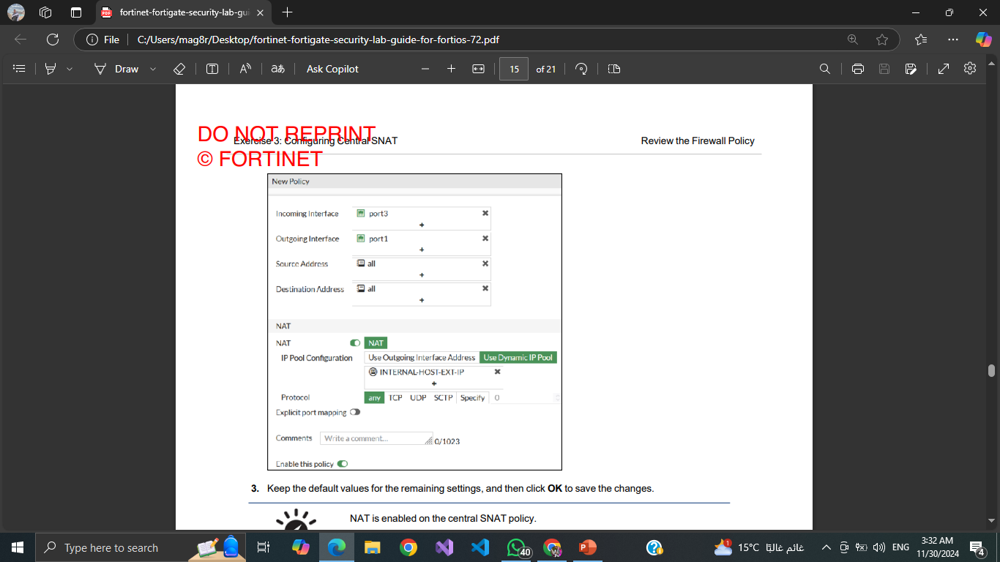 fortinet-fortigate-security-lab-gui
File
C:/Users/mag8r/Desktop/fortinet-fortigate-security-lab-guide-for-fortios-72.pdf
Draw
Ask Copilot
15 of 21
DO NOT REPRINT
© FORTINET
Exercise 3: Configuring Central SNAT
Review the Firewall Policy
New Policy
Incoming Interface port3
+
Outgoing Interface port1
+
Source Address all
+
Destination Address all
+
NAT
NAT NAT
IP Pool Configuration Use Outgoing Interface Address Use Dynamic IP Pool
INTERNAL-HOST-EXT-IP
+
Protocol any TCP UDP SCTP Specify 0
Explicit port mapping
Comments Write a comment... 0/1023
Enable this policy
3. Keep the default values for the remaining settings, and then click OK to save the changes.
NAT is enabled on the central SNAT policy.
Type here to search
40
15°C غائم غالبًا
ENG
3:32 AM
11/30/2024
4